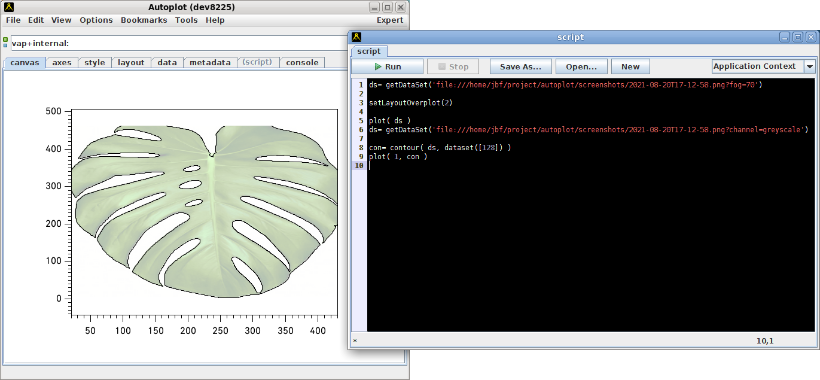 Autoplot (dev8225)
File Edit View Options Bookmarks Tools Help Expert
vap+internal:
canvas axes style layout data metadata (script) console
500
400
300
200
100
0
50 100 150 200 250 300 350 400
script
script
Run Stop Save As... Open... New Application Context
1 ds= getDataSet('file:///home/jbf/project/autoplot/screenshots/2021-08-20T17-12-58.png?fog=70')
2
3 setLayoutOverplot(2)
4
5 plot( ds )
6 ds= getDataSet('file:///home/jbf/project/autoplot/screenshots/2021-08-20T17-12-58.png?channel=greyscale')
7
8 con= contour( ds, dataset([128]) )
9 plot( 1, con )
10
* 10,1